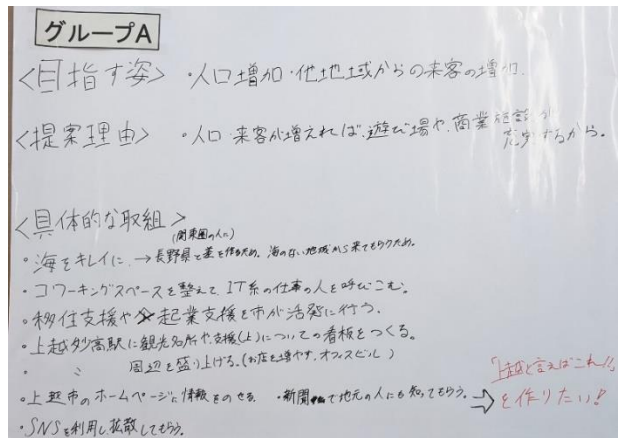 グループA
<目指す姿> ・人口増加・他地域からの来客の増加.
<提案理由> ・人口・来客が増えれば、遊び場や、商業施設が
充実するから。
<具体的な取組>
(関東圏の人に)
・海をキレイに. →長野県と差を作るため。海のない地域から来てもらうため。
・コワーキングスペースを整えて、IT系の仕事の人を呼びこむ。
・移住支援や起業支援を市が活発に行う.
・上越妙高駅に観光名所や支援(上)についての看板をつくる。
・ 〃 周辺を盛り上げる.(お店を増やす.オフィスビル)
・上越市のホームページに情報をのせる. ・新聞で地元の人にも知ってもらう。
・SNSを利用し拡散してもらう。
⇒「上越と言えばこれ!!」
を作りたい!